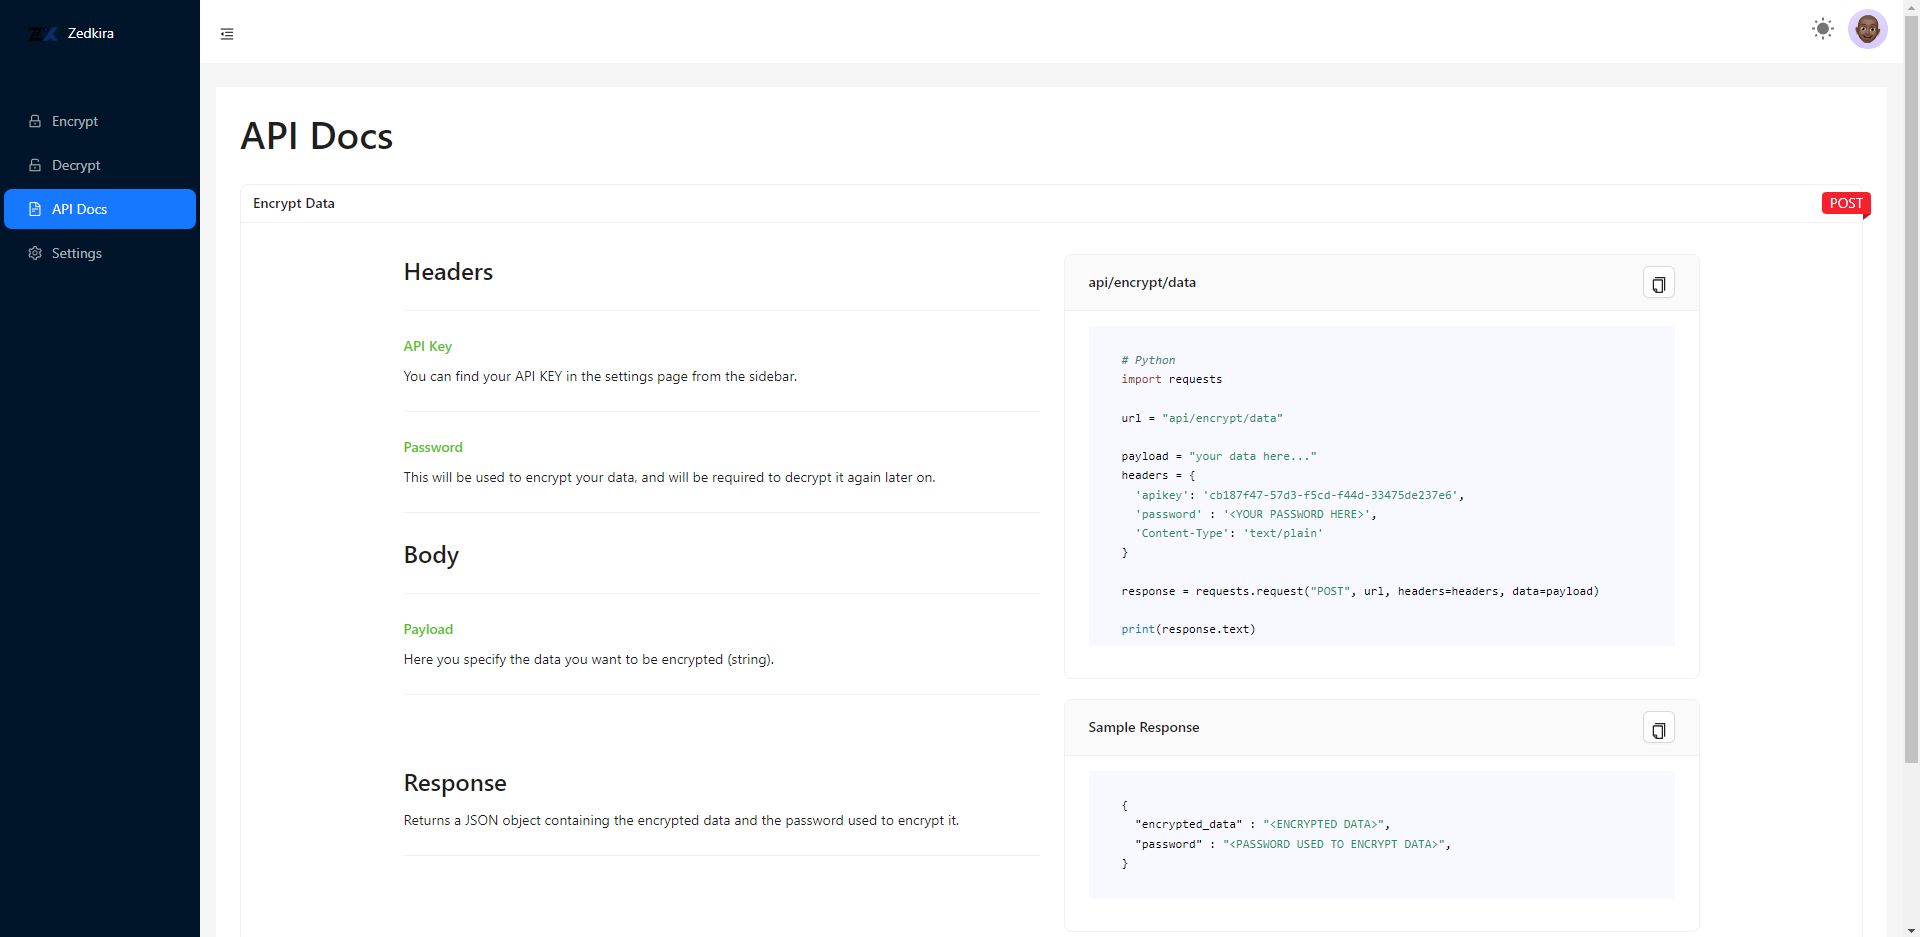 ZX Zedkira
Encrypt
Decrypt
API Docs
Settings
API Docs
Encrypt Data
POST
Headers
API Key
You can find your API KEY in the settings page from the sidebar.
Password
This will be used to encrypt your data, and will be required to decrypt it again later on.
Body
Payload
Here you specify the data you want to be encrypted (string).
Response
Returns a JSON object containing the encrypted data and the password used to encrypt it.
api/encrypt/data
# Python
import requests
url = "api/encrypt/data"
payload = "your data here..."
headers = {
'apikey': 'cb187f47-57d3-f5cd-f44d-33475de237e6',
'password' : '<YOUR PASSWORD HERE>',
'Content-Type': 'text/plain'
}
response = requests.request("POST", url, headers=headers, data=payload)
print(response.text)
Sample Response
{
"encrypted_data" : "<ENCRYPTED DATA>",
"password" : "<PASSWORD USED TO ENCRYPT DATA>",
}